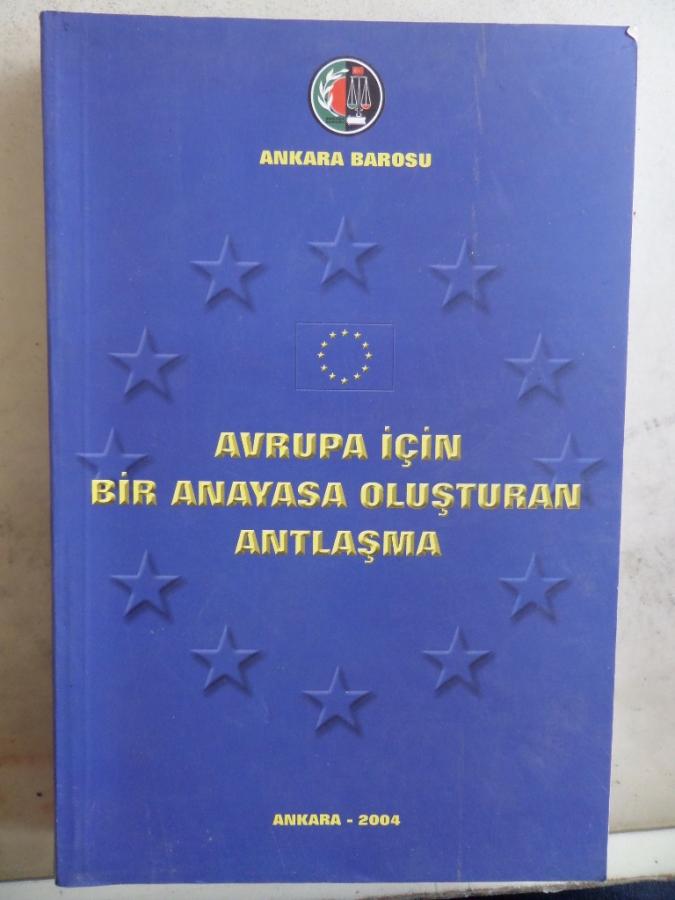 ANKARA BAROSU
AVRUPA İÇİN
BİR ANAYASA OLUŞTURAN
ANTLAŞMA
ANKARA - 2004